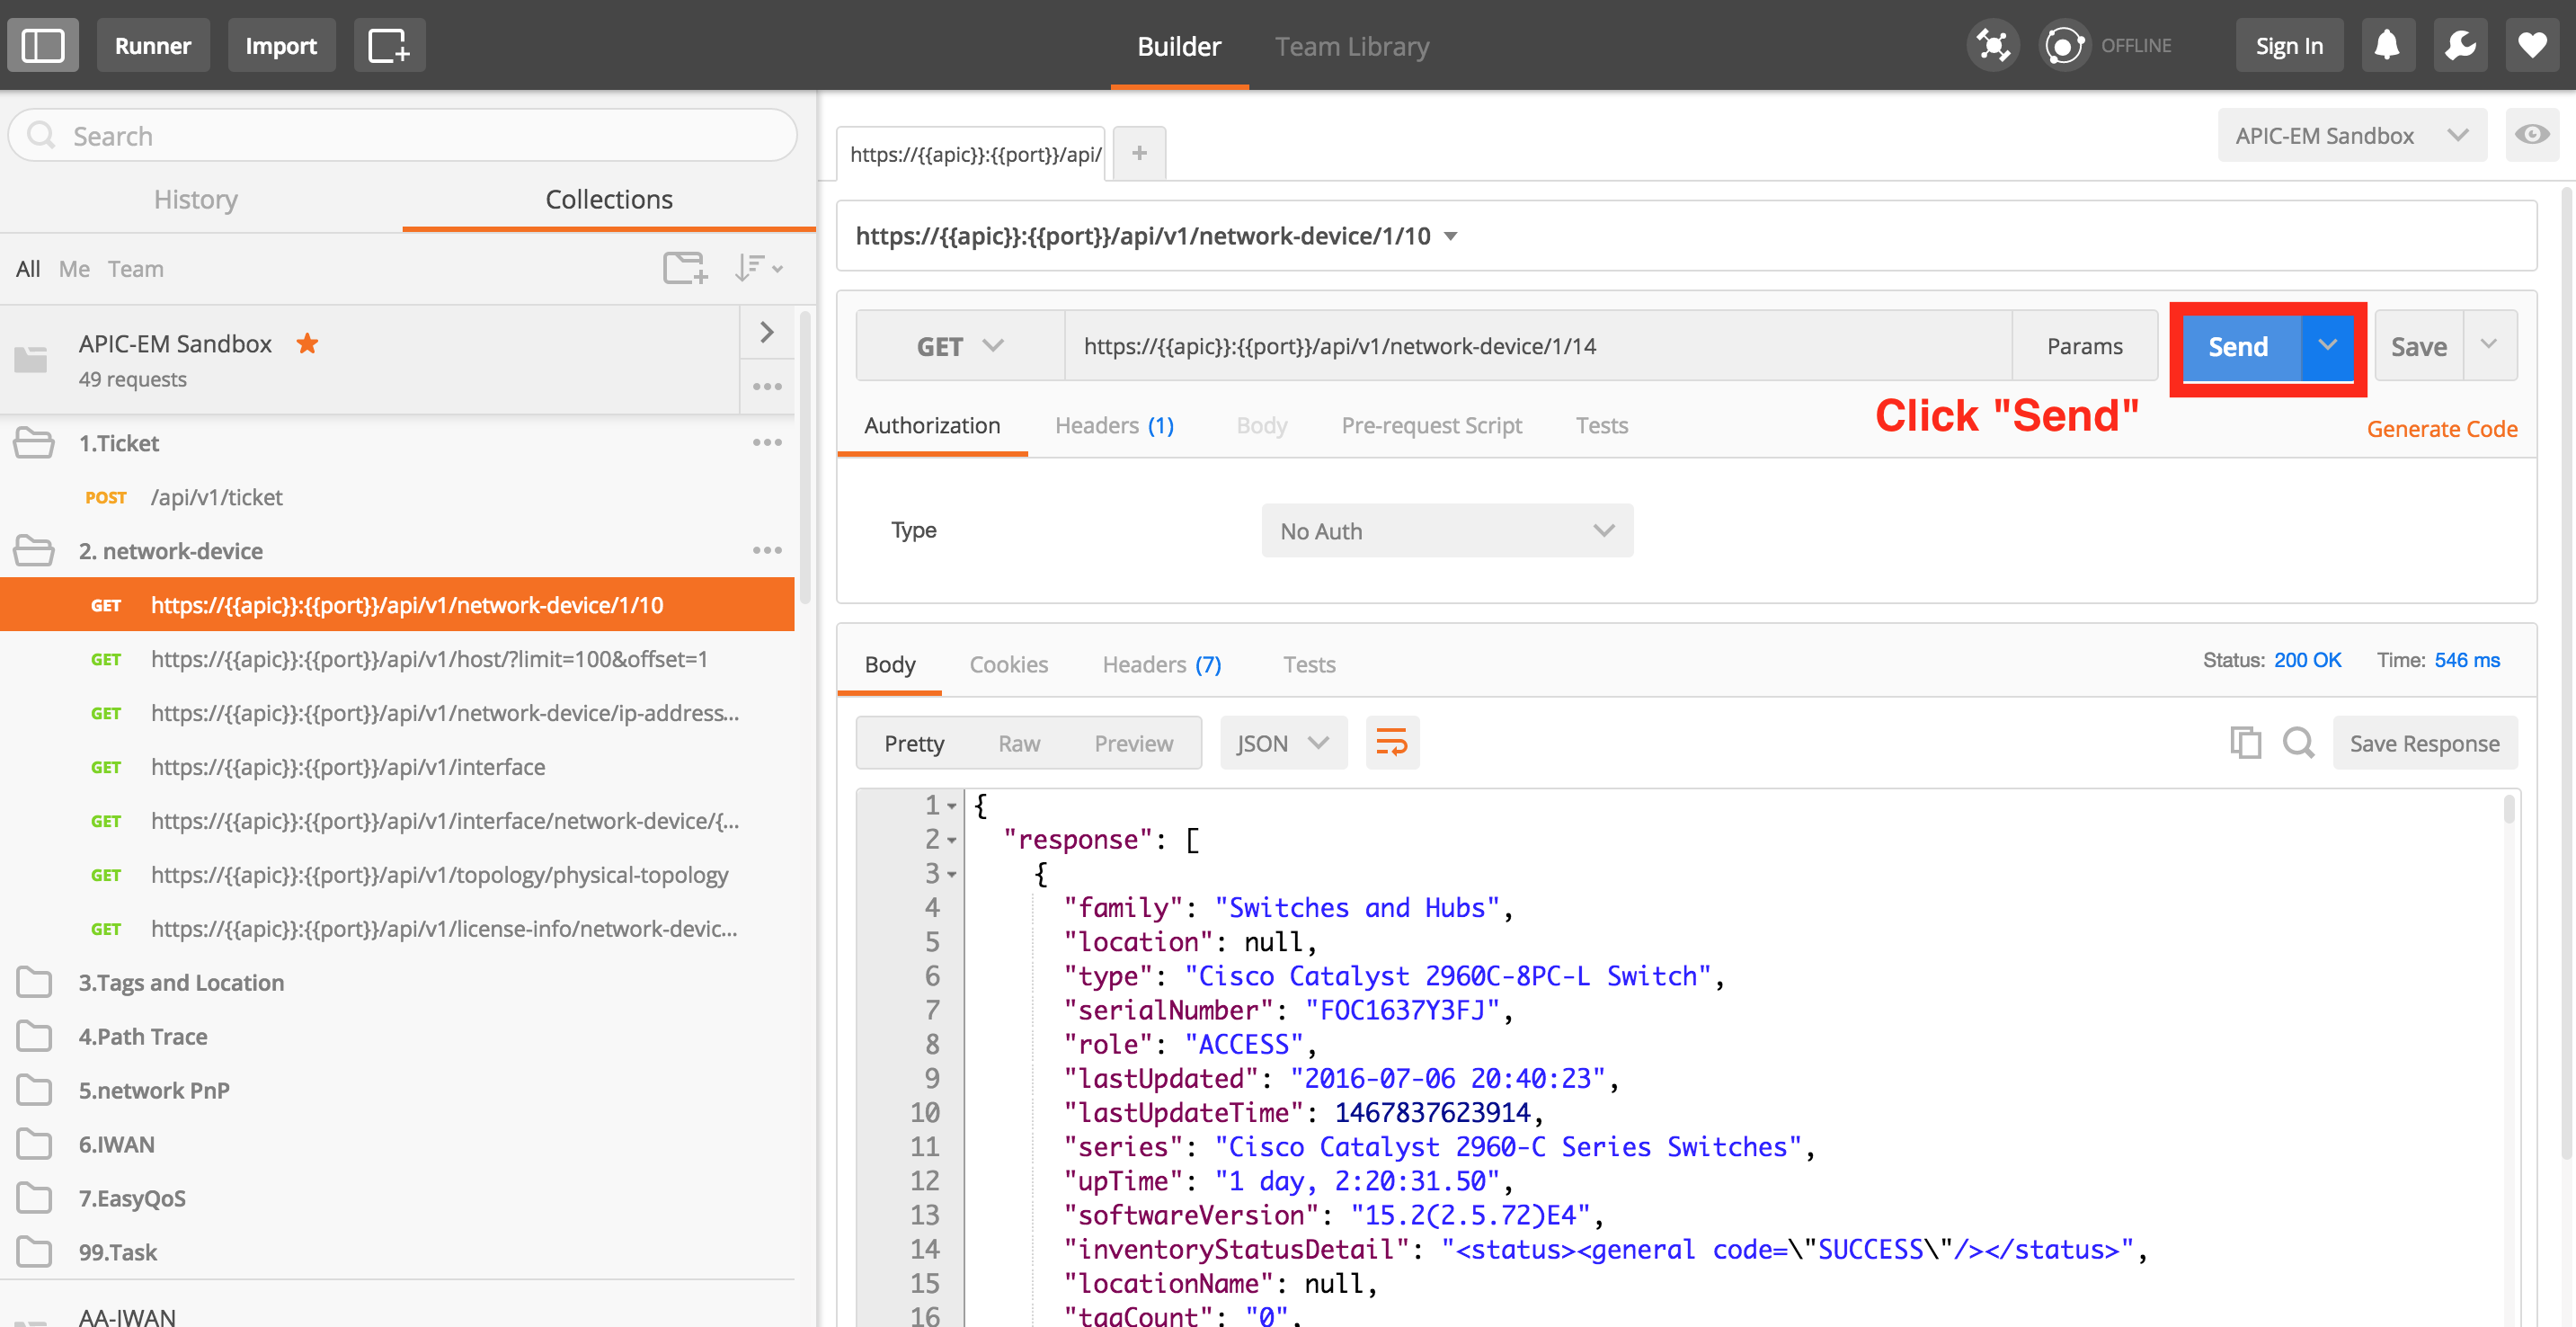 Runner Import Builder Team Library OFFLINE Sign In
Search
History Collections
All Me Team
APIC-EM Sandbox
49 requests
1.Ticket
POST /api/v1/ticket
2. network-device
GET https://{{apic}}:{{port}}/api/v1/network-device/1/10
GET https://{{apic}}:{{port}}/api/v1/host/?limit=100&offset=1
GET https://{{apic}}:{{port}}/api/v1/network-device/ip-address...
GET https://{{apic}}:{{port}}/api/v1/interface
GET https://{{apic}}:{{port}}/api/v1/interface/network-device/{...
GET https://{{apic}}:{{port}}/api/v1/topology/physical-topology
GET https://{{apic}}:{{port}}/api/v1/license-info/network-devic...
3.Tags and Location
4.Path Trace
5.network PnP
6.IWAN
7.EasyQoS
99.Task
AA-IWAN
https://{{apic}}:{{port}}/api/ + APIC-EM Sandbox
https://{{apic}}:{{port}}/api/v1/network-device/1/10
GET https://{{apic}}:{{port}}/api/v1/network-device/1/14 Params Send Save
Authorization Headers (1) Body Pre-request Script Tests Click "Send" Generate Code
Type No Auth
Body Cookies Headers (7) Tests Status: 200 OK Time: 546 ms
Pretty Raw Preview JSON Save Response
1 {
2 "response": [
3 {
4 "family": "Switches and Hubs",
5 "location": null,
6 "type": "Cisco Catalyst 2960C-8PC-L Switch",
7 "serialNumber": "FOC1637Y3FJ",
8 "role": "ACCESS",
9 "lastUpdated": "2016-07-06 20:40:23",
10 "lastUpdateTime": 1467837623914,
11 "series": "Cisco Catalyst 2960-C Series Switches",
12 "upTime": "1 day, 2:20:31.50",
13 "softwareVersion": "15.2(2.5.72)E4",
14 "inventoryStatusDetail": "<status><general code=\"SUCCESS\"/></status>",
15 "locationName": null,
16 "tagCount": "0",